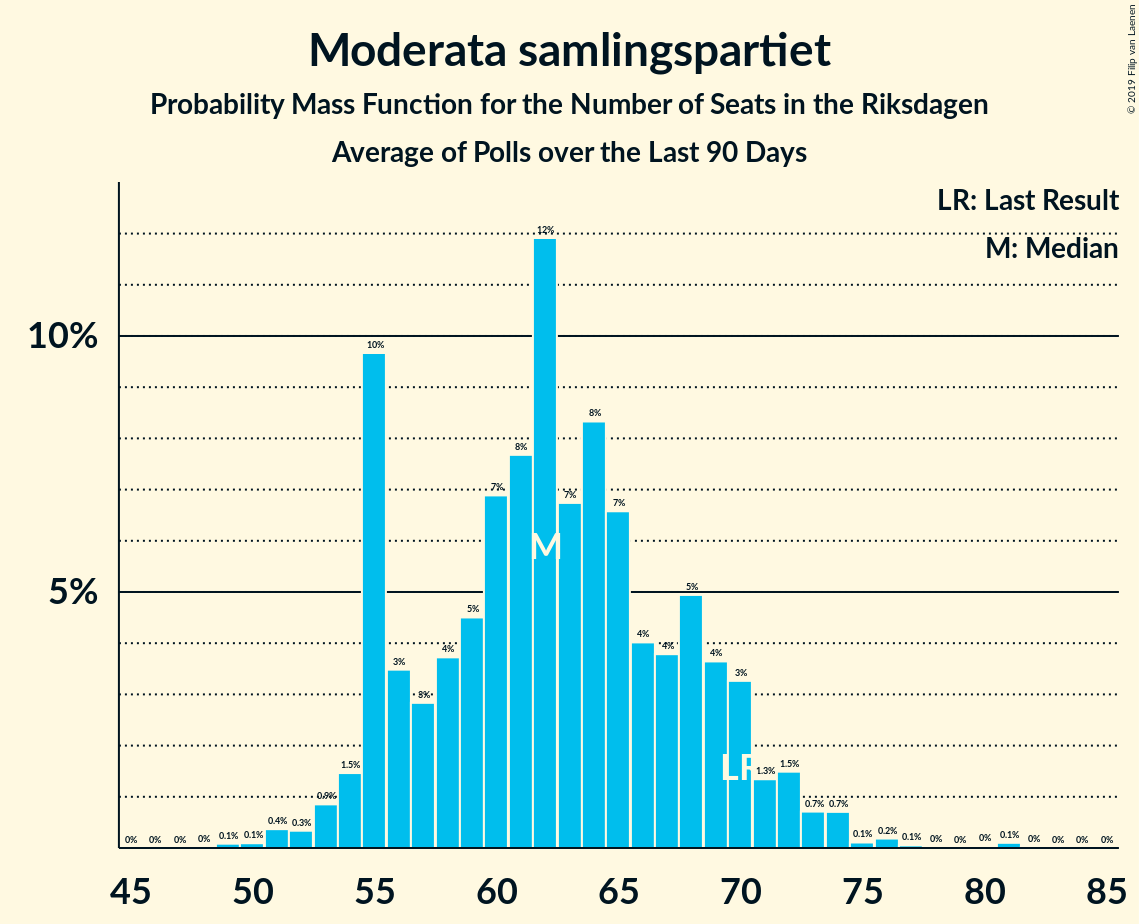 Moderata samlingspartiet
Probability Mass Function for the Number of Seats in the Riksdagen
Average of Polls over the Last 90 Days
© 2019 Filip van Laenen
LR: Last Result
M: Median
10%
5%
0% 0% 0% 0% 0.1% 0.1% 0.4% 0.3% 0.9% 1.5% 10% 3% 3% 4% 5% 7% 8% 12% 7% 8% 7% 4% 4% 5% 4% 3% 1.3% 1.5% 0.7% 0.7% 0.1% 0.2% 0.1% 0% 0% 0% 0.1% 0% 0% 0% 0%
M
LR
45 50 55 60 65 70 75 80 85